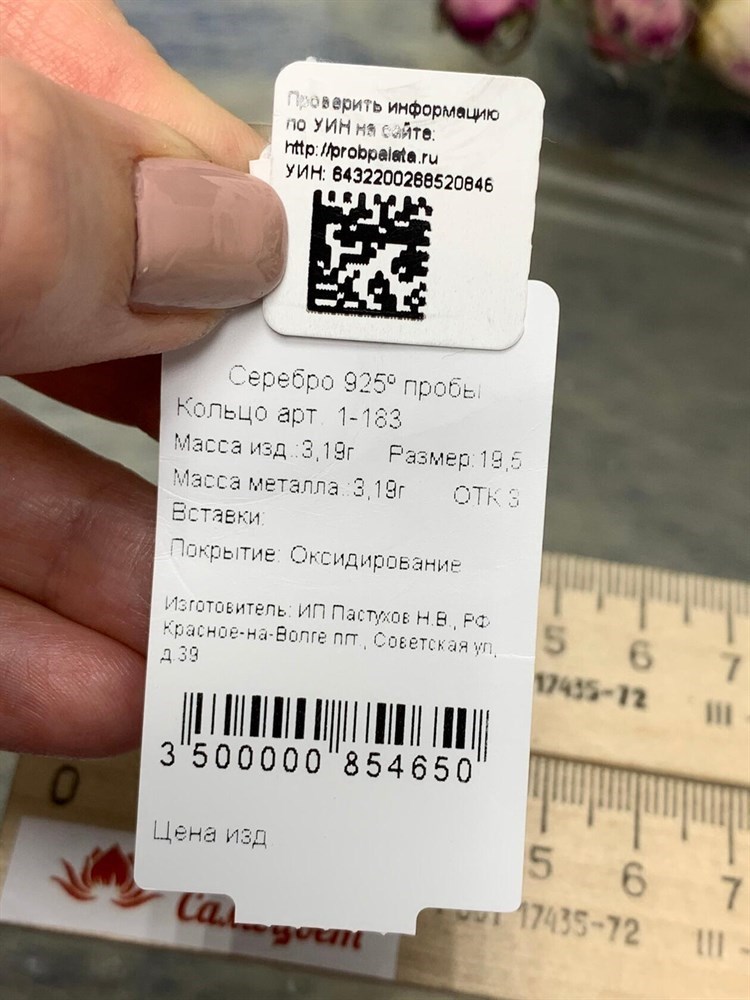 Проверить информацию
по УИН на сайте:
http://probpalata.ru
УИН: 6432200268520846
Серебро 925° пробы
Кольцо арт. 1-183
Масса изд.:3,19г Размер:19,5
Масса металла.:3,19г ОТК 3
Вставки:
Покрытие: Оксидирование
Изготовитель: ИП Пастухов Н.В., РФ
Красное-на-Волге пгт., Советская ул,
д.39
3 500000 854650
Цена изд
5 6 7
17435-72 III -
0
5 6 7
17435-72 III -